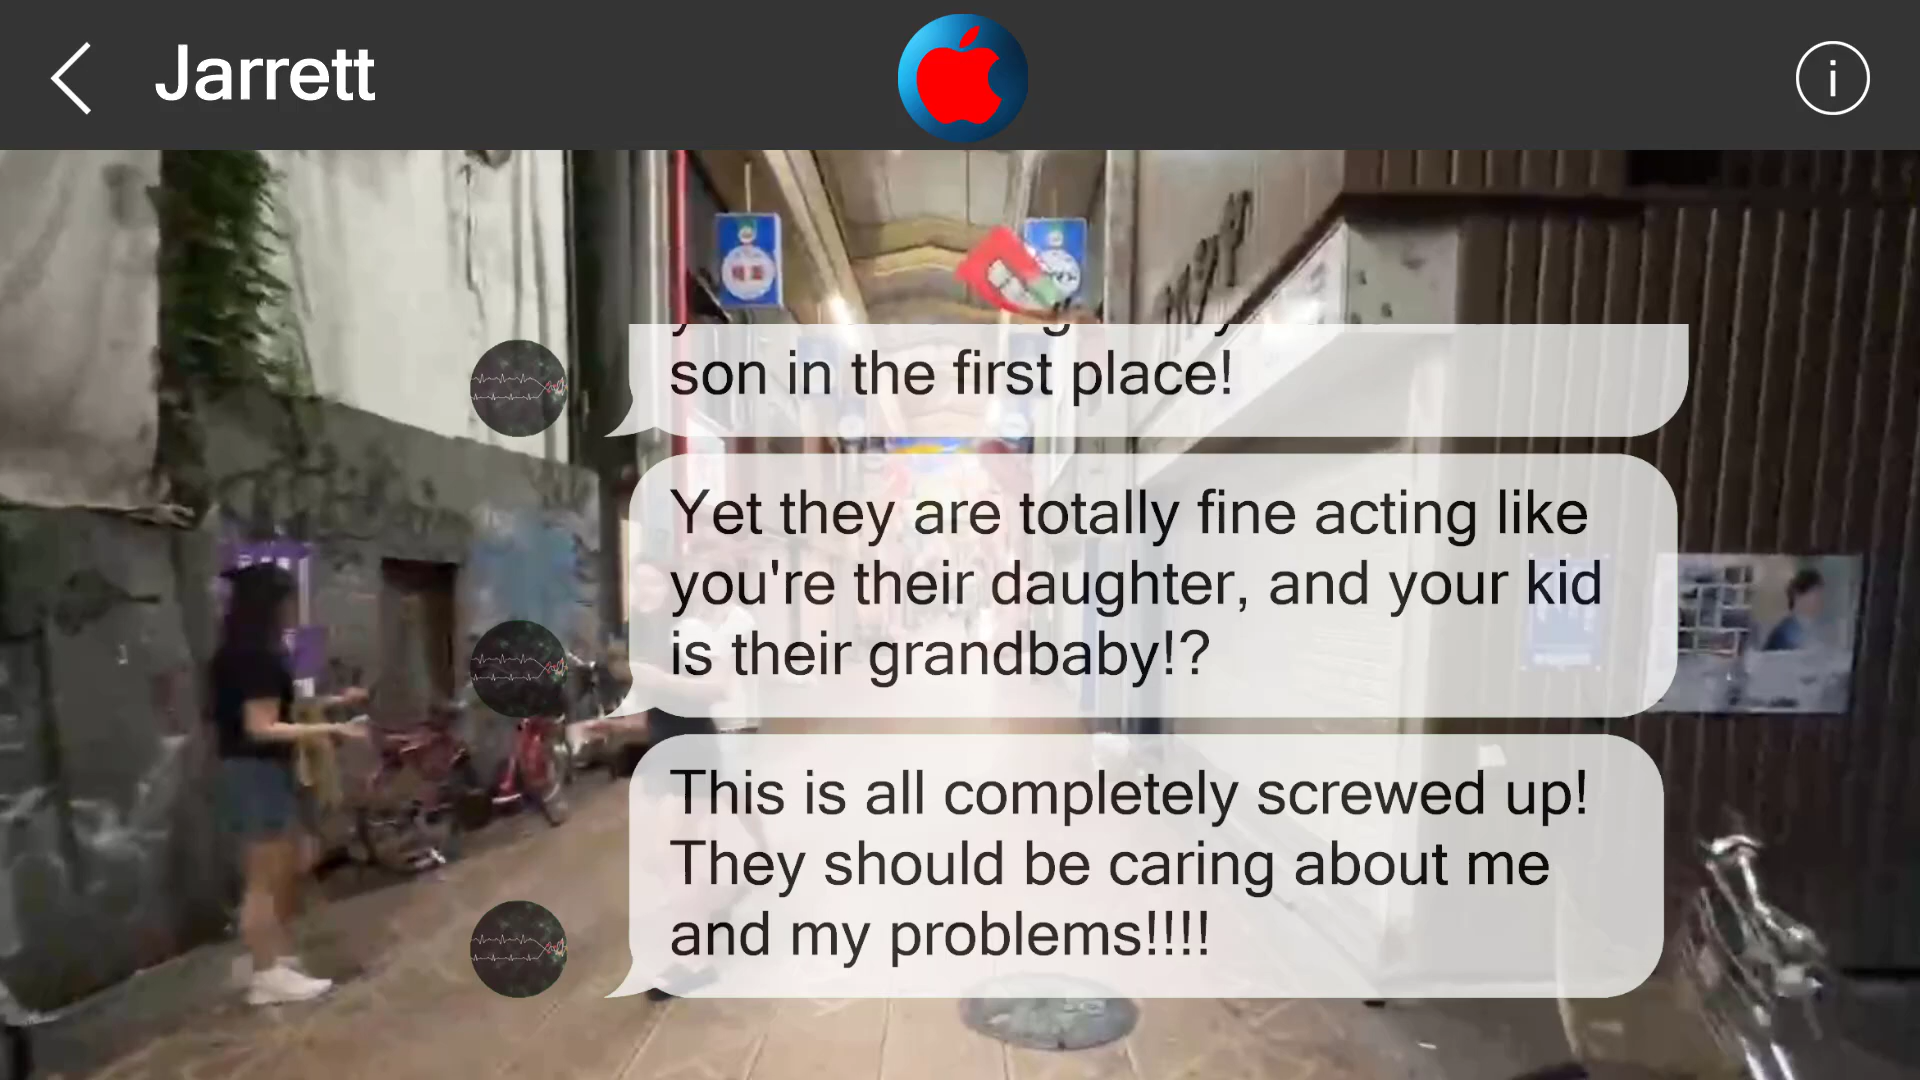 Jarrett
son in the first place!
Yet they are totally fine acting like
you're their daughter, and your kid
is their grandbaby!?
This is all completely screwed up!
They should be caring about me
and my problems!!!!